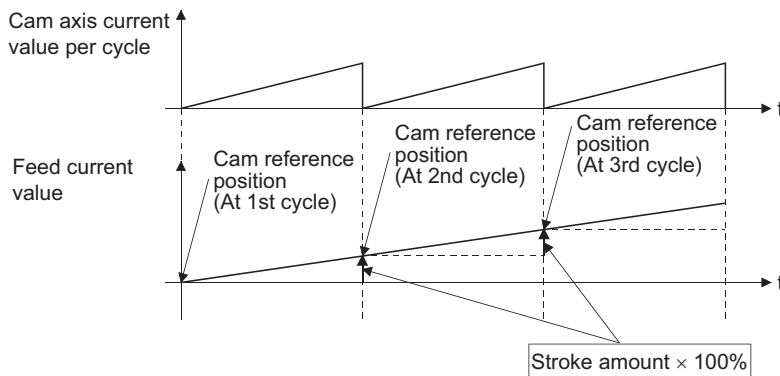 Cam axis current
value per cycle
t
Feed current
value
Cam reference
position
(At 1st cycle)
Cam reference
position
(At 2nd cycle)
Cam reference
position
(At 3rd cycle)
t
Stroke amount × 100%